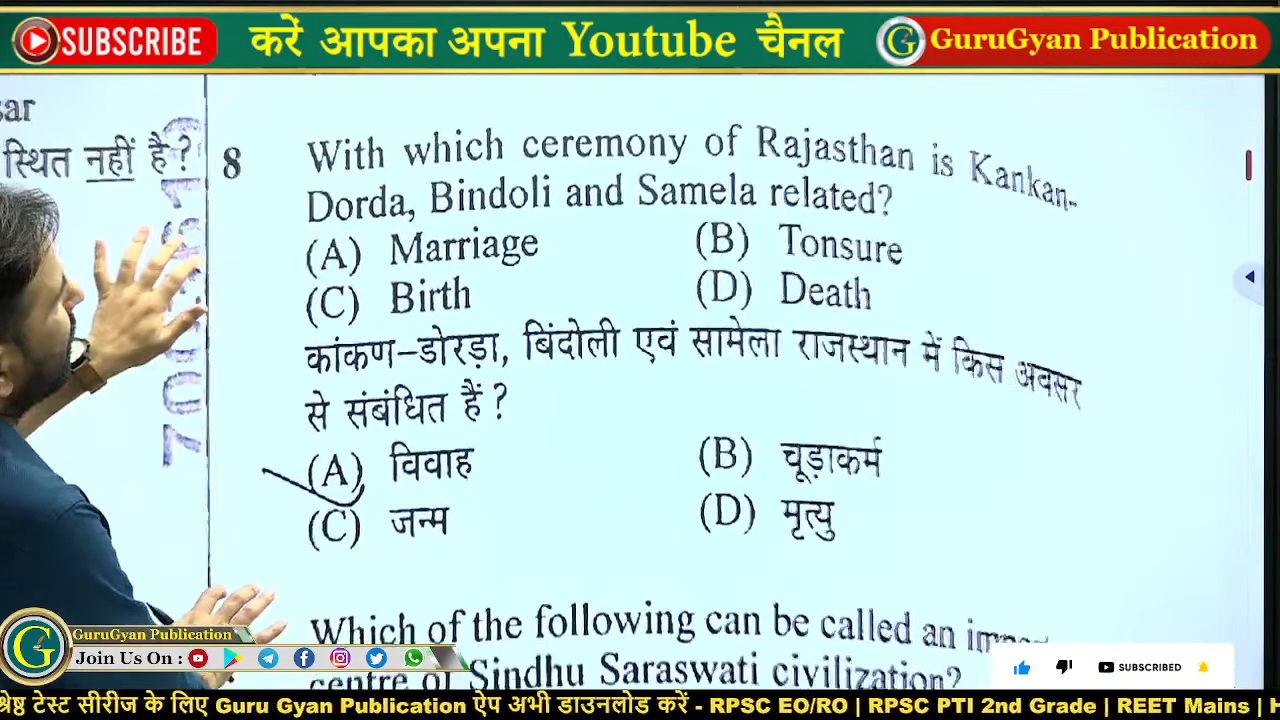 SUBSCRIBE करें आपका अपना Youtube चैनल GuruGyan Publication
sar
स्थित नहीं है ?
8 With which ceremony of Rajasthan is Kankan-
Dorda, Bindoli and Samela related?
(A) Marriage (B) Tonsure
(C) Birth (D) Death
कांकण–डोरड़ा, बिंदोली एवं सामेला राजस्थान में किस अवसर
से संबंधित हैं ?
(A) विवाह (B) चूड़ाकर्म
(C) जन्म (D) मृत्यु
Which of the following can be called an
centre of Sindhu Saraswati civilization?
GuruGyan Publication
Join Us On :
SUBSCRIBED
श्रेष्ठ टेस्ट सीरीज के लिए Guru Gyan Publication ऐप अभी डाउनलोड करें - RPSC EO/RO | RPSC PTI 2nd Grade | REET Mains | H